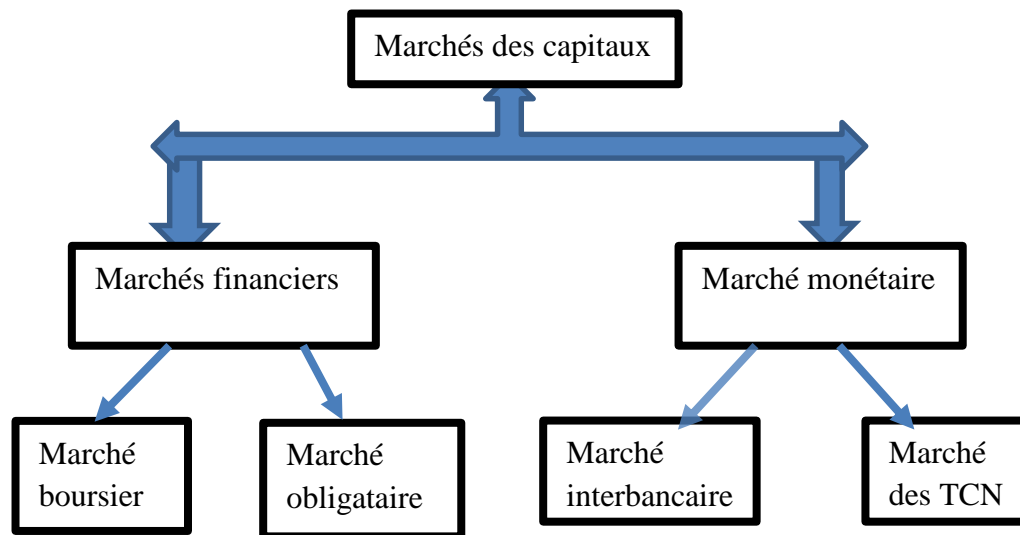 Marchés des capitaux
Marchés financiers
Marché monétaire
Marché
boursier
Marché
obligataire
Marché
interbancaire
Marché
des TCN